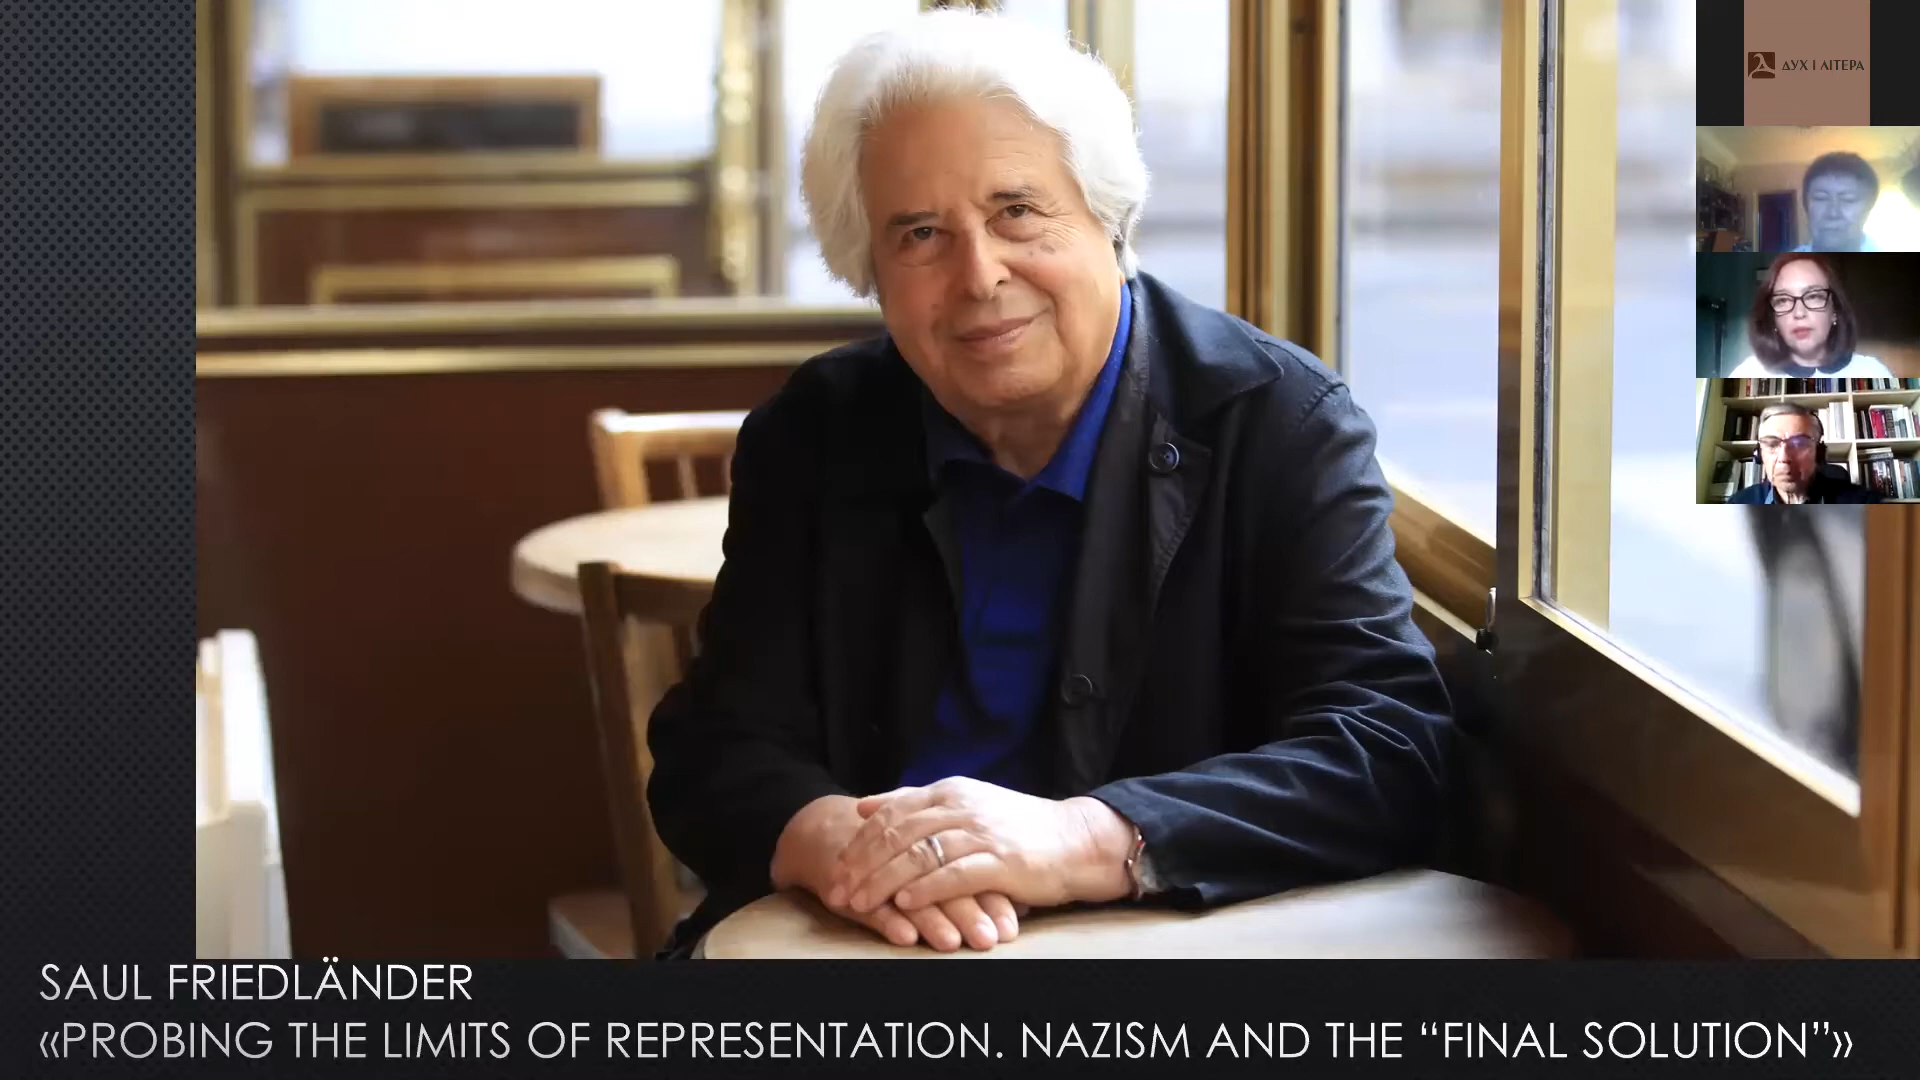 ДУХ І ЛІТЕРА
SAUL FRIEDLÄNDER
«PROBING THE LIMITS OF REPRESENTATION. NAZISM AND THE “FINAL SOLUTION”»